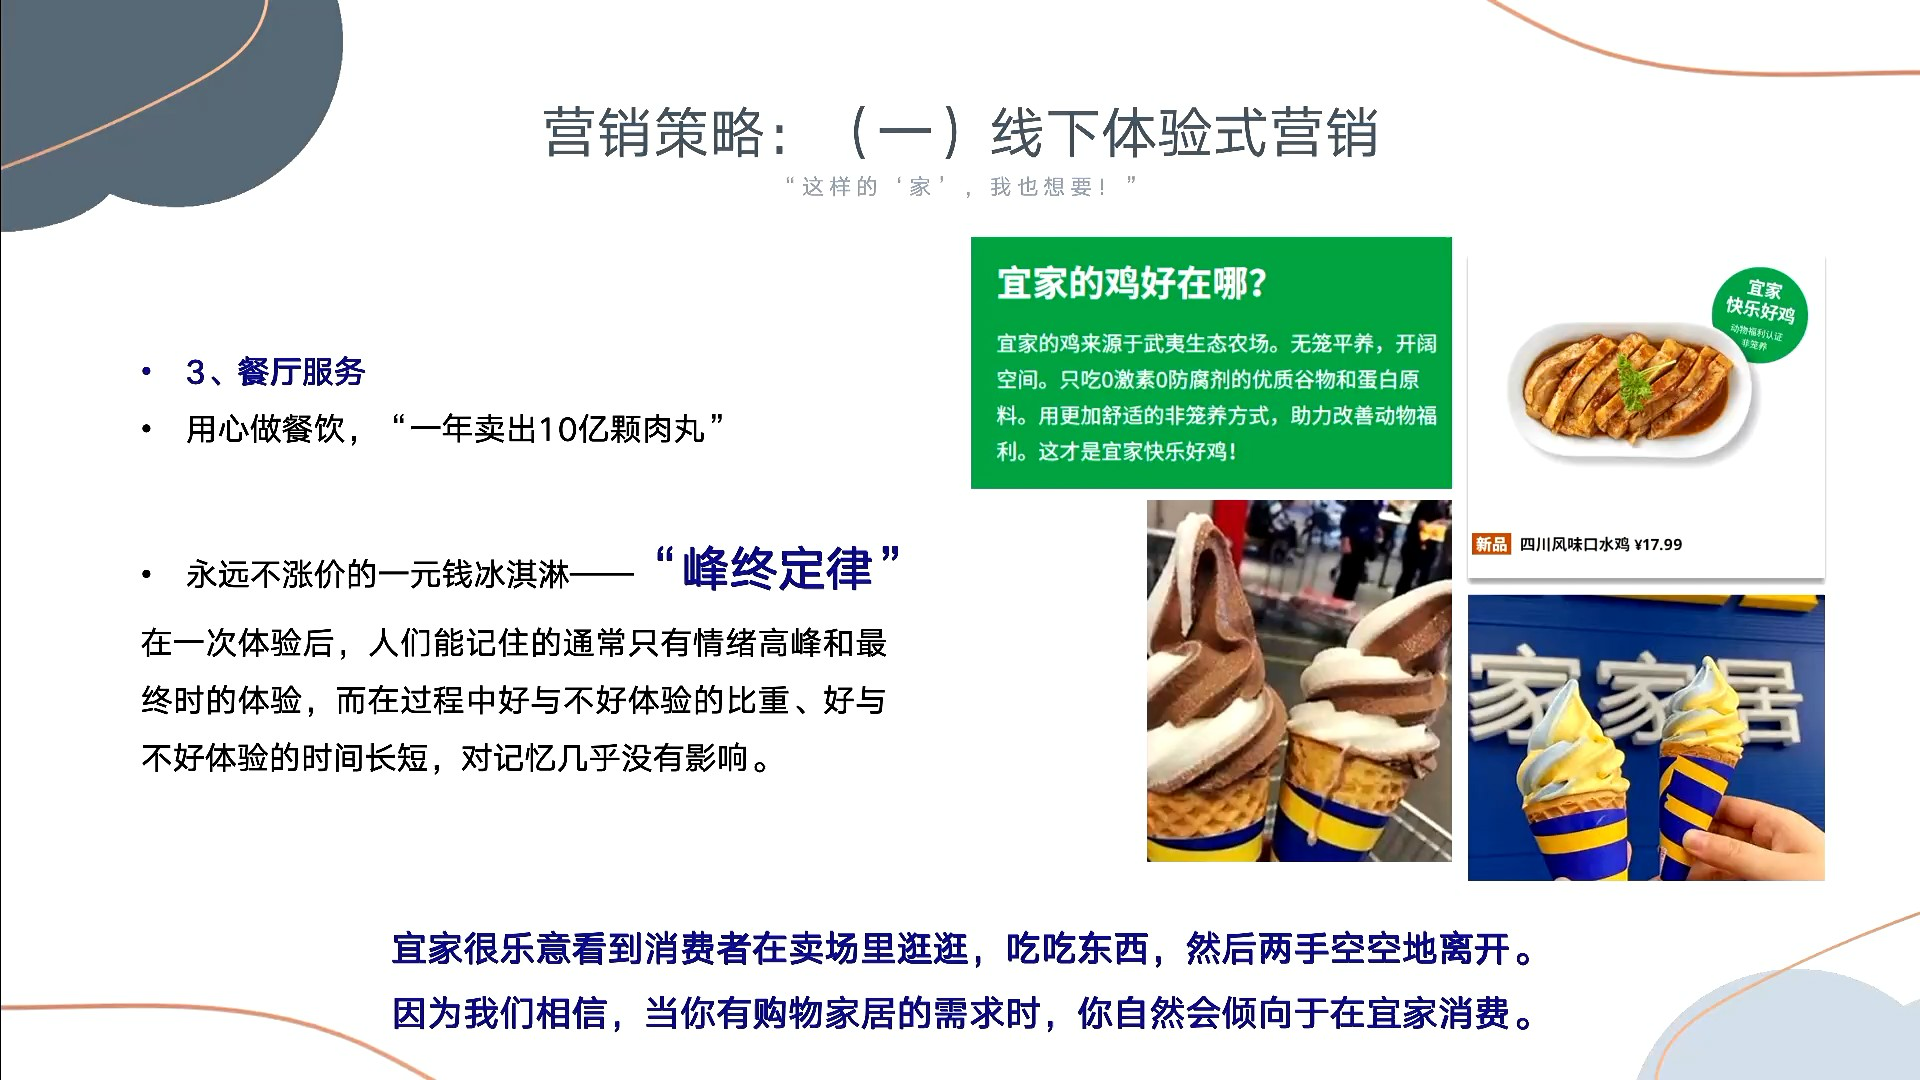 营销策略：（一）线下体验式营销
“这样的‘家’，我也想要！”
• 3、餐厅服务
• 用心做餐饮，“一年卖出10亿颗肉丸”
• 永远不涨价的一元钱冰淇淋——“峰终定律”
在一次体验后，人们能记住的通常只有情绪高峰和最
终时的体验，而在过程中好与不好体验的比重、好与
不好体验的时间长短，对记忆几乎没有影响。
宜家的鸡好在哪？
宜家的鸡来源于武夷生态农场。无笼平养，开阔
空间。只吃0激素0防腐剂的优质谷物和蛋白原
料。用更加舒适的非笼养方式，助力改善动物福
利。这才是宜家快乐好鸡！
宜家
快乐好鸡
动物福利认证
非笼养
新品 四川风味口水鸡 ¥17.99
家家居
宜家很乐意看到消费者在卖场里逛逛，吃吃东西，然后两手空空地离开。
因为我们相信，当你有购物家居的需求时，你自然会倾向于在宜家消费。